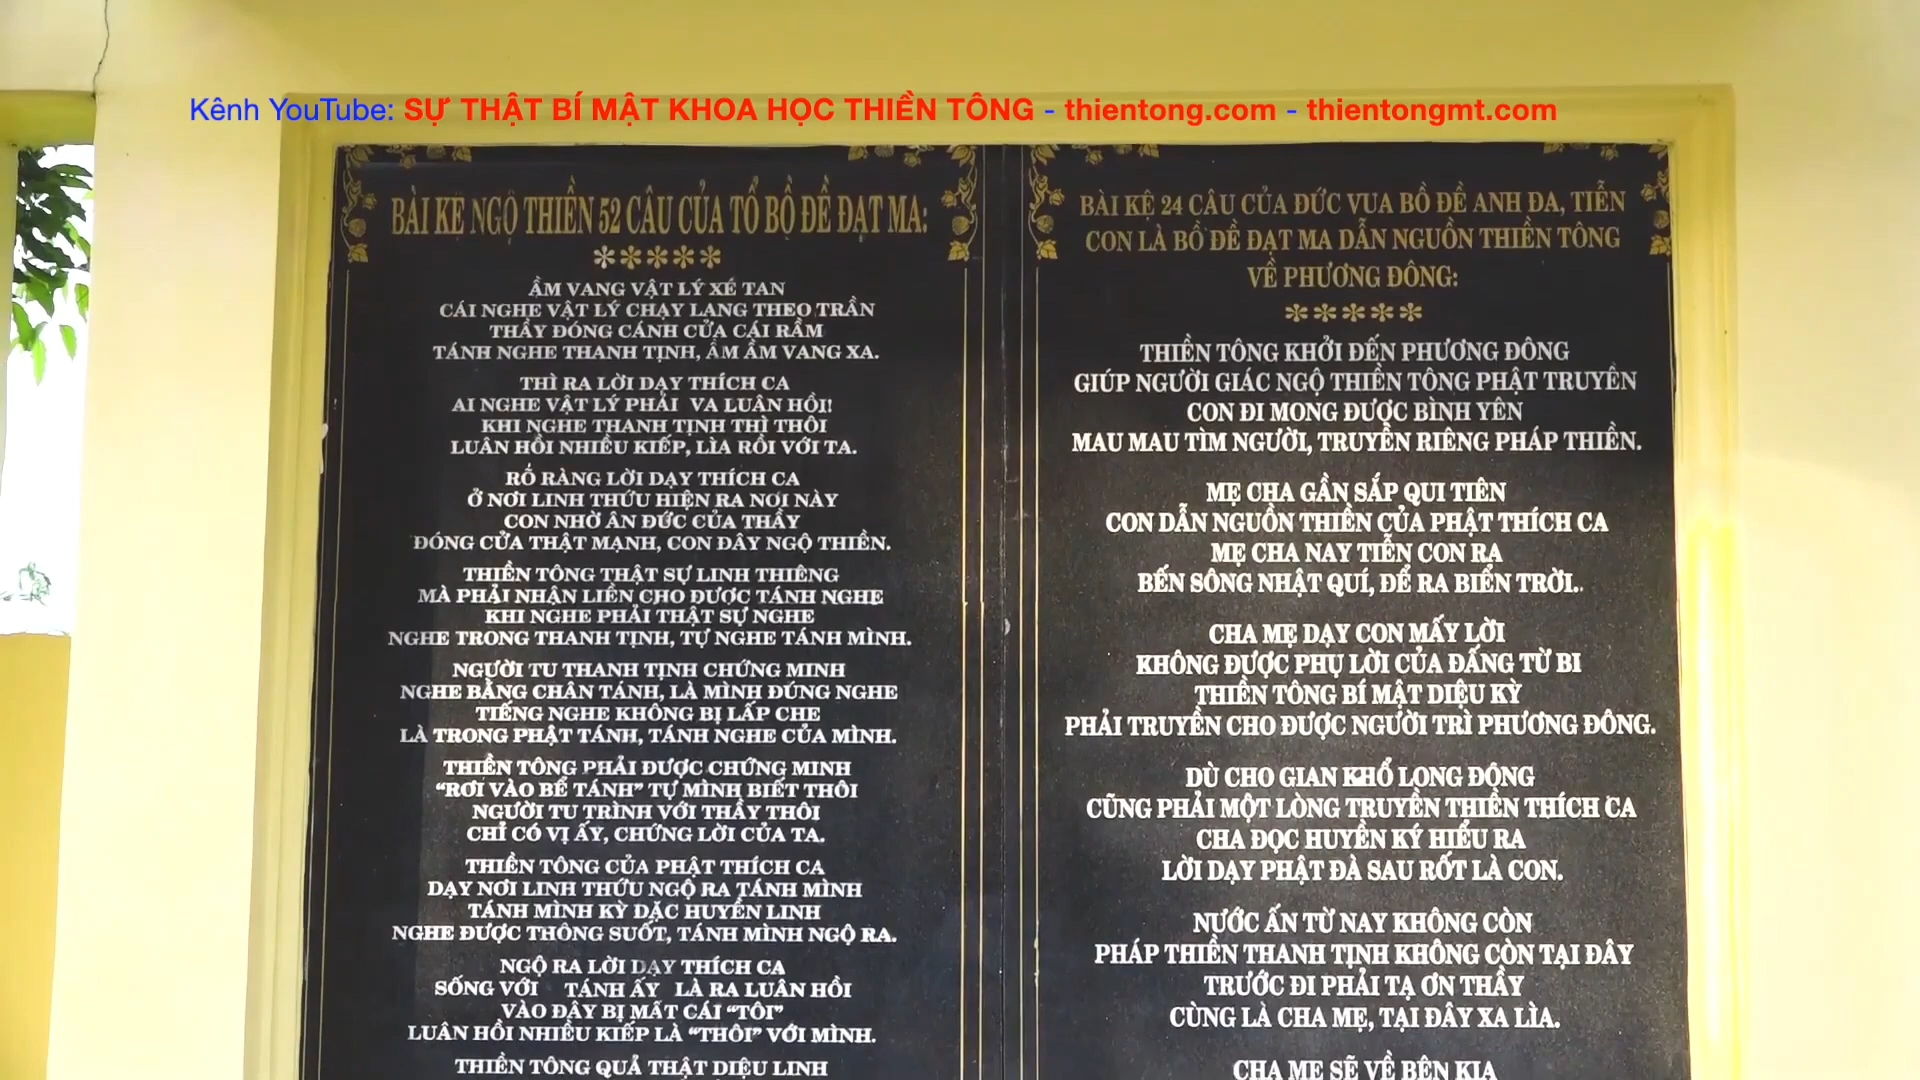 Kênh YouTube: SỰ THẬT BÍ MẬT KHOA HỌC THIỀN TÔNG - thientong.com - thientongmt.com
BÀI KỆ NGỘ THIỀN 52 CÂU CỦA TỔ BỒ ĐỀ ĐẠT MA:
ẦM VANG VẬT LÝ XÉ TAN
CÁI NGHE VẬT LÝ CHẠY LANG THEO TRẦN
THẦY ĐÓNG CÁNH CỬA CÁI RẦM
TÁNH NGHE THANH TỊNH, ẦM ẦM VANG XA.
THÌ RA LỜI DẠY THÍCH CA
AI NGHE VẬT LÝ PHẢI VA LUÂN HỒI!
KHI NGHE THANH TỊNH THÌ THÔI
LUÂN HỒI NHIỀU KIẾP, LÌA RỒI VỚI TA.
RỎ RÀNG LỜI DẠY THÍCH CA
Ở NƠI LINH THỨU HIỆN RA NƠI NÀY
CON NHỜ ÂN ĐỨC CỦA THẦY
ĐÓNG CỬA THẬT MẠNH, CON ĐÂY NGỘ THIỀN.
THIỀN TÔNG THẬT SỰ LINH THIÊNG
MÀ PHẢI NHẬN LIỀN CHO ĐƯỢC TÁNH NGHE
KHI NGHE PHẢI THẬT SỰ NGHE
NGHE TRONG THANH TỊNH, TỰ NGHE TÁNH MÌNH.
NGƯỜI TU THANH TỊNH CHỨNG MINH
NGHE BẰNG CHÂN TÁNH, LÀ MÌNH ĐÚNG NGHE
TIẾNG NGHE KHÔNG BỊ LẤP CHE
LÀ TRONG PHẬT TÁNH, TÁNH NGHE CỦA MÌNH.
THIỀN TÔNG PHẢI ĐƯỢC CHỨNG MINH
“RƠI VÀO BỂ TÁNH” TỰ MÌNH BIẾT THÔI
NGƯỜI TU TRÌNH VỚI THẦY THÔI
CHỈ CÓ VỊ ẤY, CHỨNG LỜI CỦA TA.
THIỀN TÔNG CỦA PHẬT THÍCH CA
DẠY NƠI LINH THỨU NGỘ RA TÁNH MÌNH
TÁNH MÌNH KỲ DẶC HUYỀN LINH
NGHE ĐƯỢC THÔNG SUỐT, TÁNH MÌNH NGỘ RA.
NGỘ RA LỜI DẠY THÍCH CA
SỐNG VỚI TÁNH ẤY LÀ RA LUÂN HỒI
VÀO ĐÂY BỊ MẤT CÁI “TÔI”
LUÂN HỒI NHIỀU KIẾP LÀ “THÔI” VỚI MÌNH.
THIỀN TÔNG QUẢ THẬT DIỆU LINH
BÀI KỆ 24 CÂU CỦA ĐỨC VUA BỒ ĐỀ ANH ĐA, TIỄN
CON LÀ BỒ ĐỀ ĐẠT MA DẪN NGUỒN THIỀN TÔNG
VỀ PHƯƠNG ĐÔNG:
THIỀN TÔNG KHỞI ĐẾN PHƯƠNG ĐÔNG
GIÚP NGƯỜI GIÁC NGỘ THIỀN TÔNG PHẬT TRUYỀN
CON ĐI MONG ĐƯỢC BÌNH YÊN
MAU MAU TÌM NGƯỜI, TRUYỀN RIÊNG PHÁP THIỀN.
MẸ CHA GẦN SẮP QUI TIÊN
CON DẪN NGUỒN THIỀN CỦA PHẬT THÍCH CA
MẸ CHA NAY TIỄN CON RA
BẾN SÔNG NHẬT QUÍ, ĐỂ RA BIỂN TRỜI.
CHA MẸ DẠY CON MẤY LỜI
KHÔNG ĐƯỢC PHỤ LỜI CỦA ĐẤNG TỪ BI
THIỀN TÔNG BÍ MẬT DIỆU KỲ
PHẢI TRUYỀN CHO ĐƯỢC NGƯỜI TRÌ PHƯƠNG ĐÔNG.
DÙ CHO GIAN KHỔ LONG ĐỘNG
CŨNG PHẢI MỘT LÒNG TRUYỀN THIỀN THÍCH CA
CHA ĐỌC HUYỀN KÝ HIỂU RA
LỜI DẠY PHẬT ĐÀ SAU RỐT LÀ CON.
NƯỚC ẤN TỪ NAY KHÔNG CÒN
PHÁP THIỀN THANH TỊNH KHÔNG CÒN TẠI ĐÂY
TRƯỚC ĐI PHẢI TẠ ƠN THẦY
CÙNG LÀ CHA MẸ, TẠI ĐÂY XA LÌA.
CHA MẸ SẼ VỀ BÊN KIA